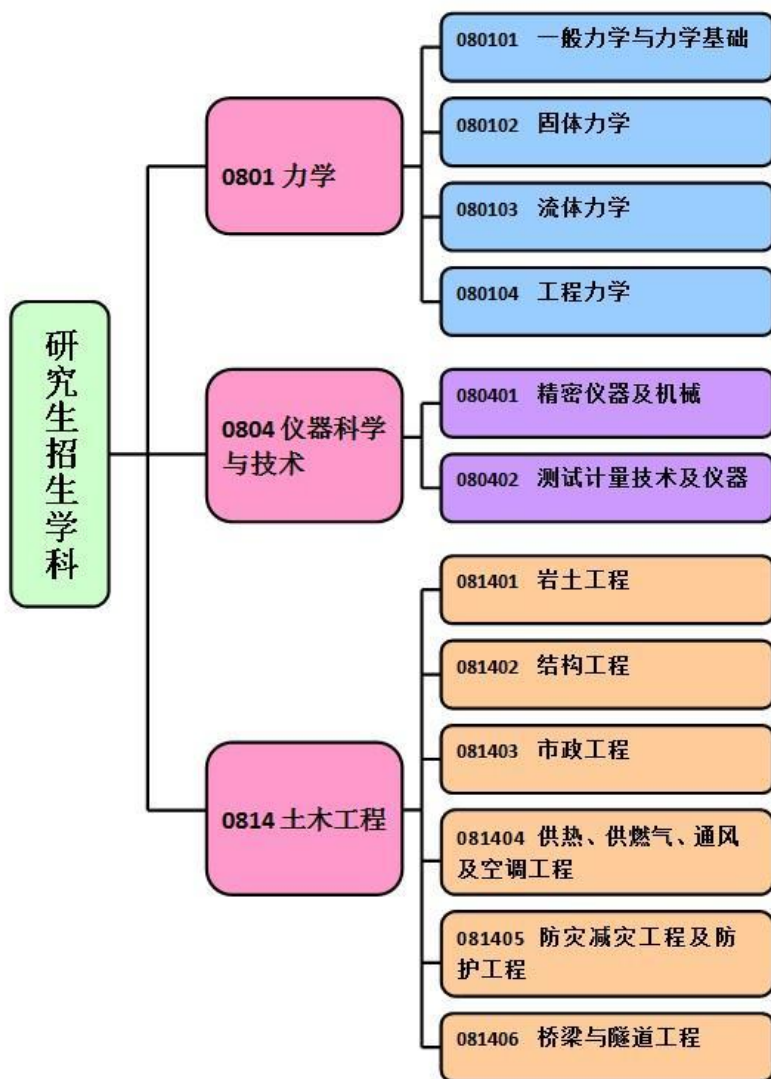 研究生招生学科
0801 力学
080101 一般力学与力学基础
080102 固体力学
080103 流体力学
080104 工程力学
0804 仪器科学
与技术
080401 精密仪器及机械
080402 测试计量技术及仪器
0814 土木工程
081401 岩土工程
081402 结构工程
081403 市政工程
081404 供热、供燃气、通风
及空调工程
081405 防灾减灾工程及防
护工程
081406 桥梁与隧道工程